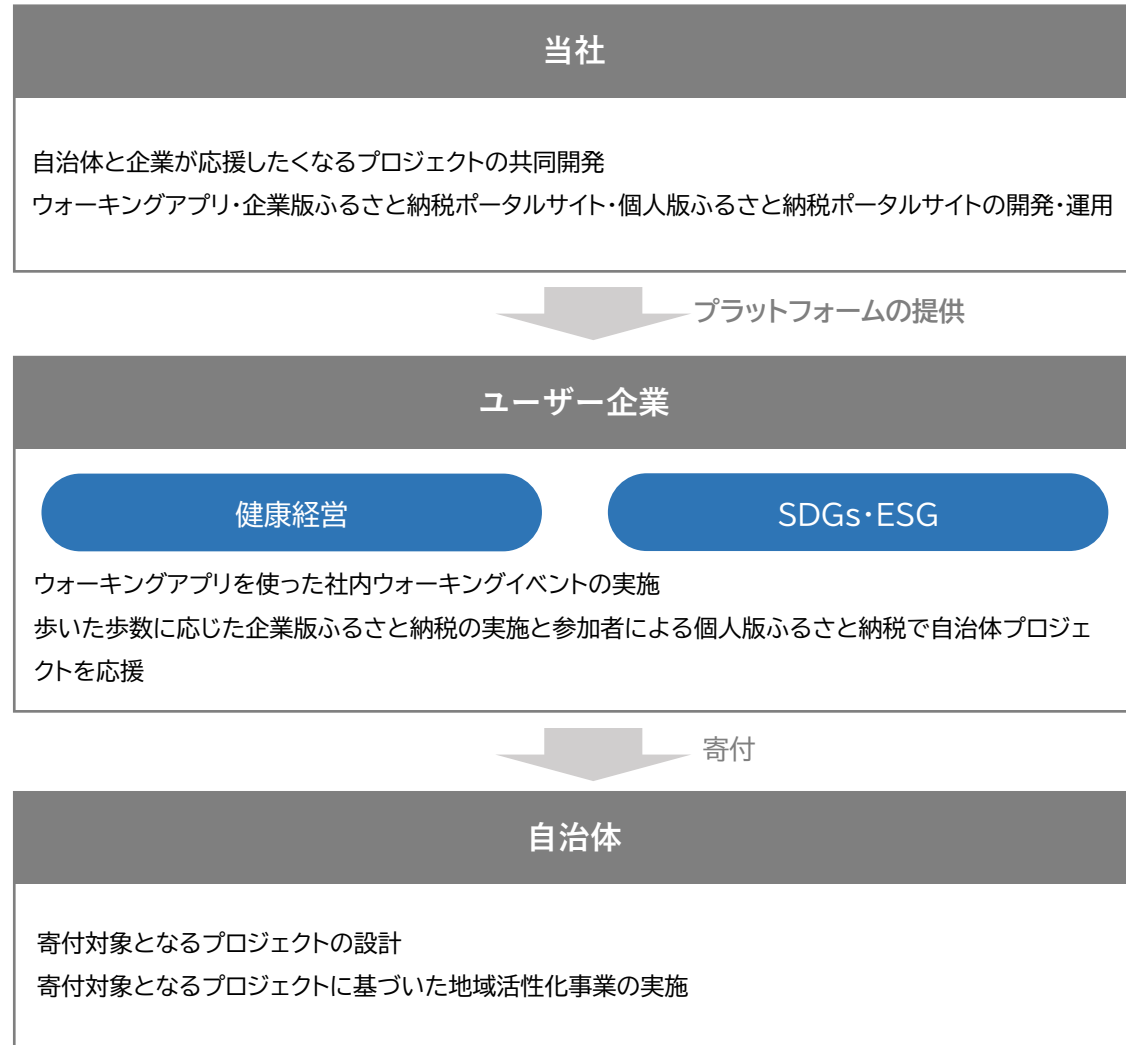 当社
自治体と企業が応援したくなるプロジェクトの共同開発
ウォーキングアプリ・企業版ふるさと納税ポータルサイト・個人版ふるさと納税ポータルサイトの開発・運用
プラットフォームの提供
ユーザー企業
健康経営
SDGs・ESG
ウォーキングアプリを使った社内ウォーキングイベントの実施
歩いた歩数に応じた企業版ふるさと納税の実施と参加者による個人版ふるさと納税で自治体プロジェ
クトを応援
寄付
自治体
寄付対象となるプロジェクトの設計
寄付対象となるプロジェクトに基づいた地域活性化事業の実施